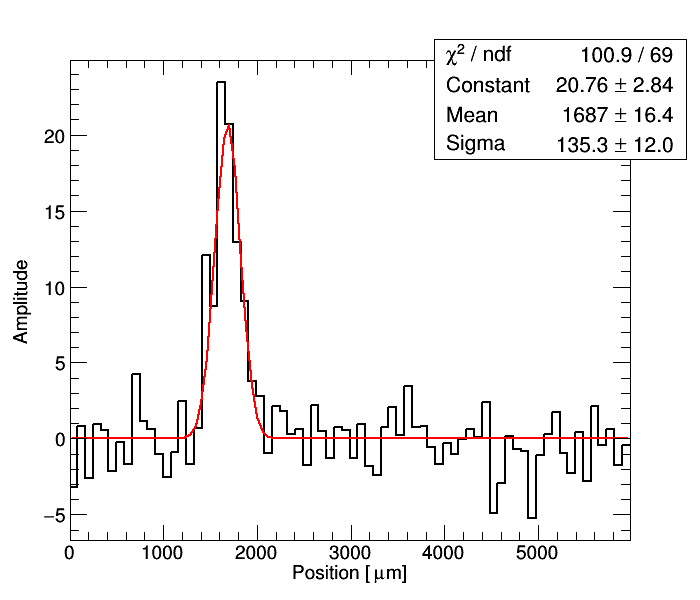 χ² / ndf 100.9 / 69
Constant 20.76 ± 2.84
Mean 1687 ± 16.4
Sigma 135.3 ± 12.0
Amplitude
20
15
10
5
0
−5
0 1000 2000 3000 4000 5000
Position [ μm]